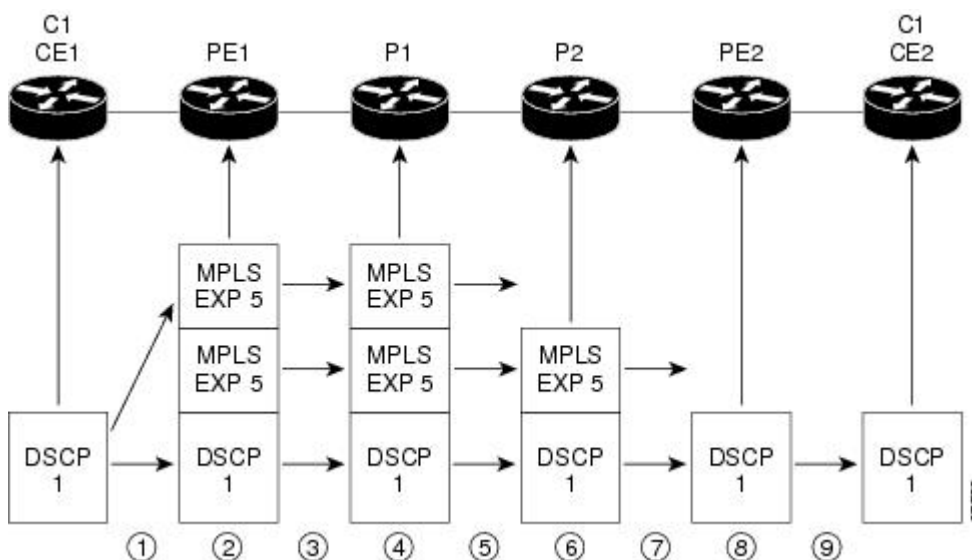 C1
CE1
PE1
P1
P2
PE2
C1
CE2
MPLS
EXP 5
MPLS
EXP 5
MPLS
EXP 5
MPLS
EXP 5
MPLS
EXP 5
DSCP
1
DSCP
1
DSCP
1
DSCP
1
DSCP
1
DSCP
1
1
2
3
4
5
6
7
8
9